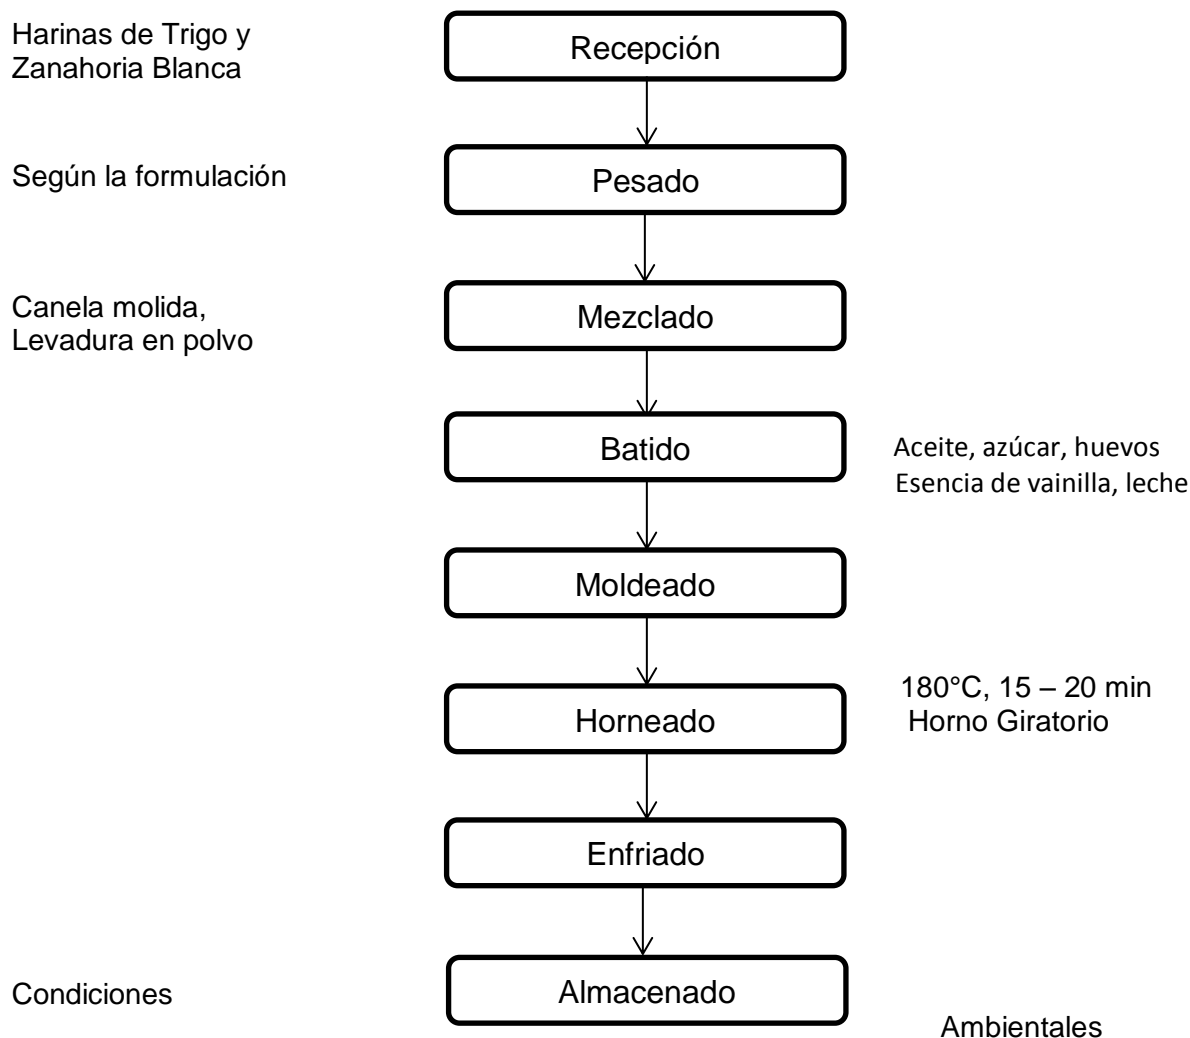 Harinas de Trigo y
Zanahoria Blanca
Recepción
Según la formulación
Pesado
Canela molida,
Levadura en polvo
Mezclado
Batido
Aceite, azúcar, huevos
Esencia de vainilla, leche
Moldeado
Horneado
180°C, 15 – 20 min
Horno Giratorio
Enfriado
Condiciones
Almacenado
Ambientales